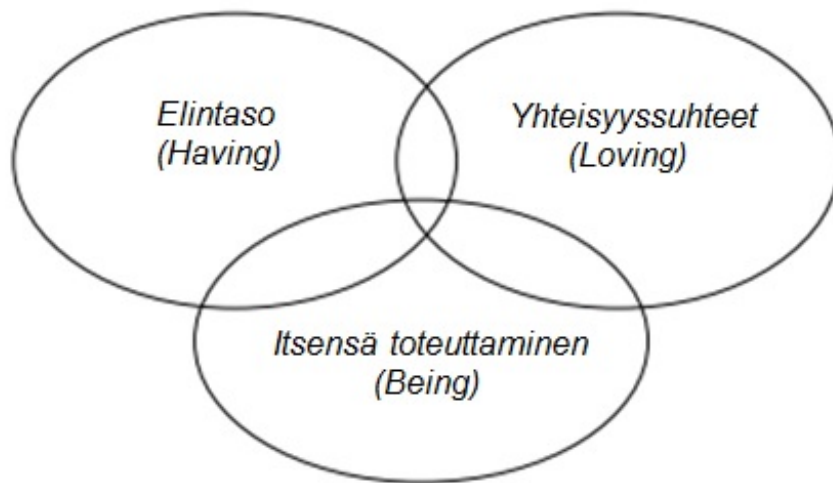 Elintaso
(Having)
Yhteisyyssuhteet
(Loving)
Itsensä toteuttaminen
(Being)